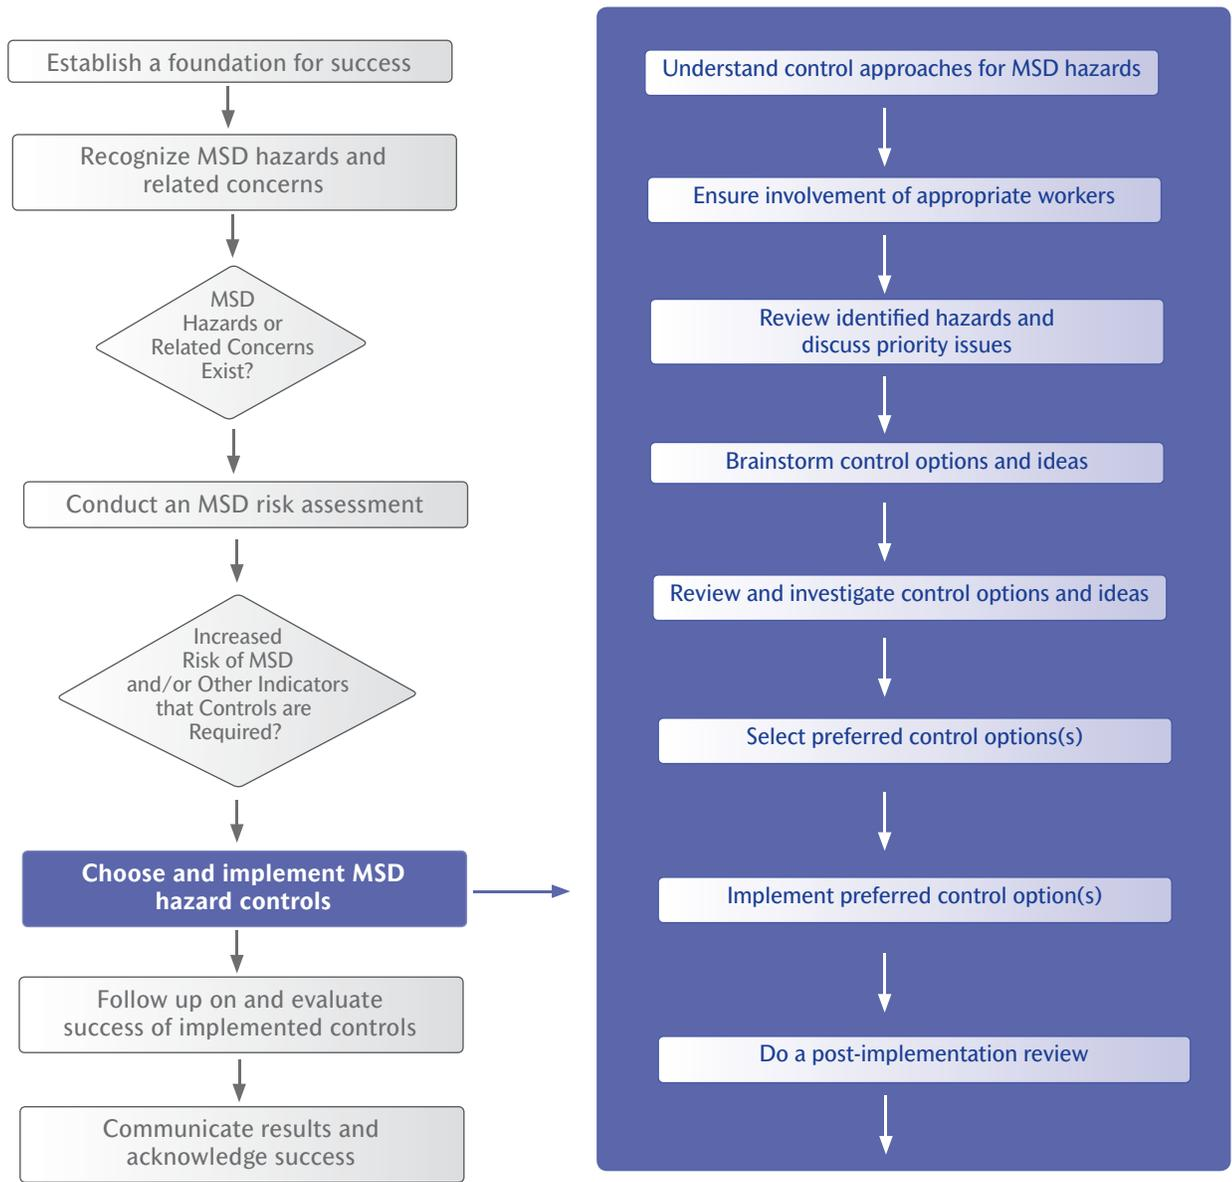 Establish a foundation for success
Recognize MSD hazards and
related concerns
MSD
Hazards or
Related Concerns
Exist?
Conduct an MSD risk assessment
Increased
Risk of MSD
and/or Other Indicators
that Controls are
Required?
Choose and implement MSD
hazard controls
Follow up on and evaluate
success of implemented controls
Communicate results and
acknowledge success
Understand control approaches for MSD hazards
Ensure involvement of appropriate workers
Review identified hazards and
discuss priority issues
Brainstorm control options and ideas
Review and investigate control options and ideas
Select preferred control options(s)
Implement preferred control option(s)
Do a post-implementation review